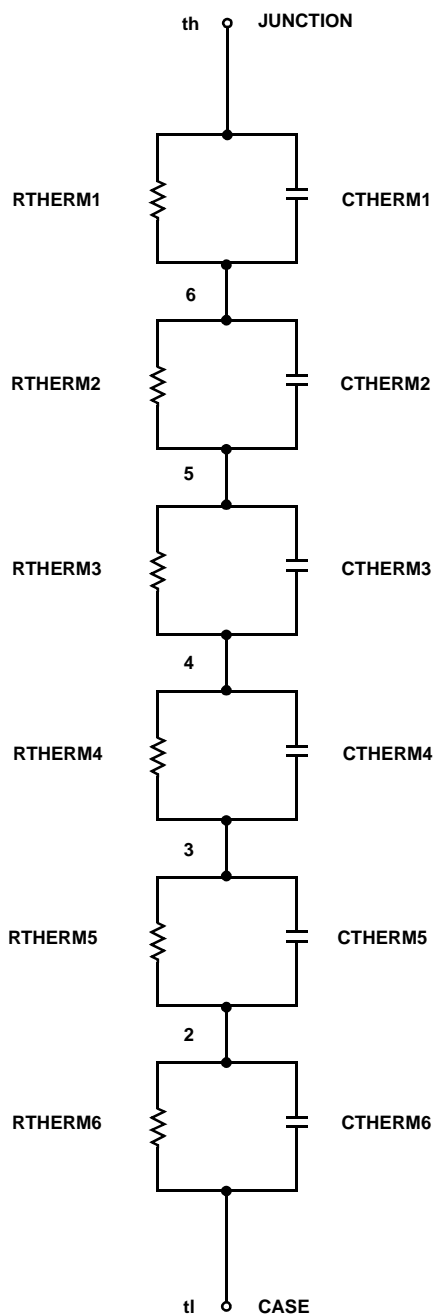 th JUNCTION
RTHERM1 CTHERM1
6
RTHERM2 CTHERM2
5
RTHERM3 CTHERM3
4
RTHERM4 CTHERM4
3
RTHERM5 CTHERM5
2
RTHERM6 CTHERM6
tl CASE